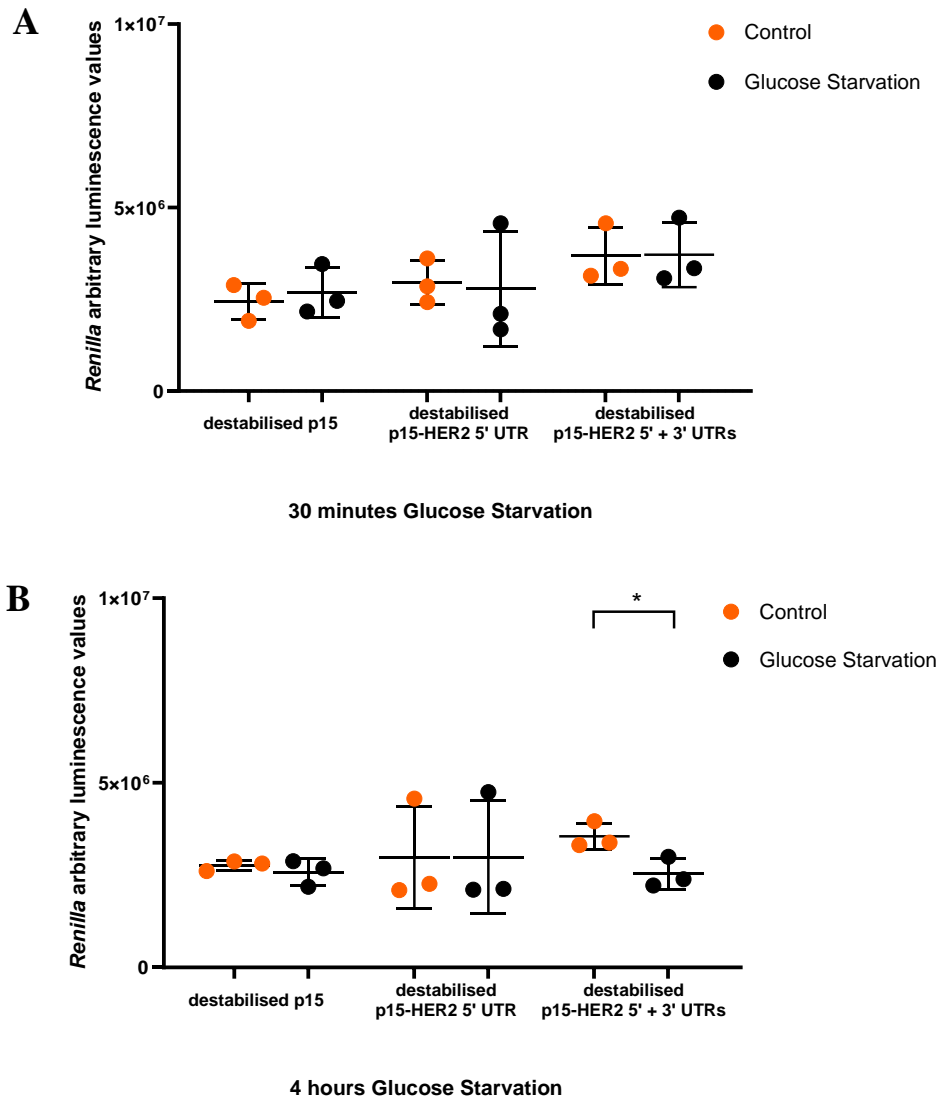 A
1×10⁷
Control
Glucose Starvation
Renilla arbitrary luminescence values
5×10⁶
0
destabilised p15
destabilised
p15-HER2 5' UTR
destabilised
p15-HER2 5' + 3' UTRs
30 minutes Glucose Starvation
B
1×10⁷
*
Control
Glucose Starvation
Renilla arbitrary luminescence values
5×10⁶
0
destabilised p15
destabilised
p15-HER2 5' UTR
destabilised
p15-HER2 5' + 3' UTRs
4 hours Glucose Starvation